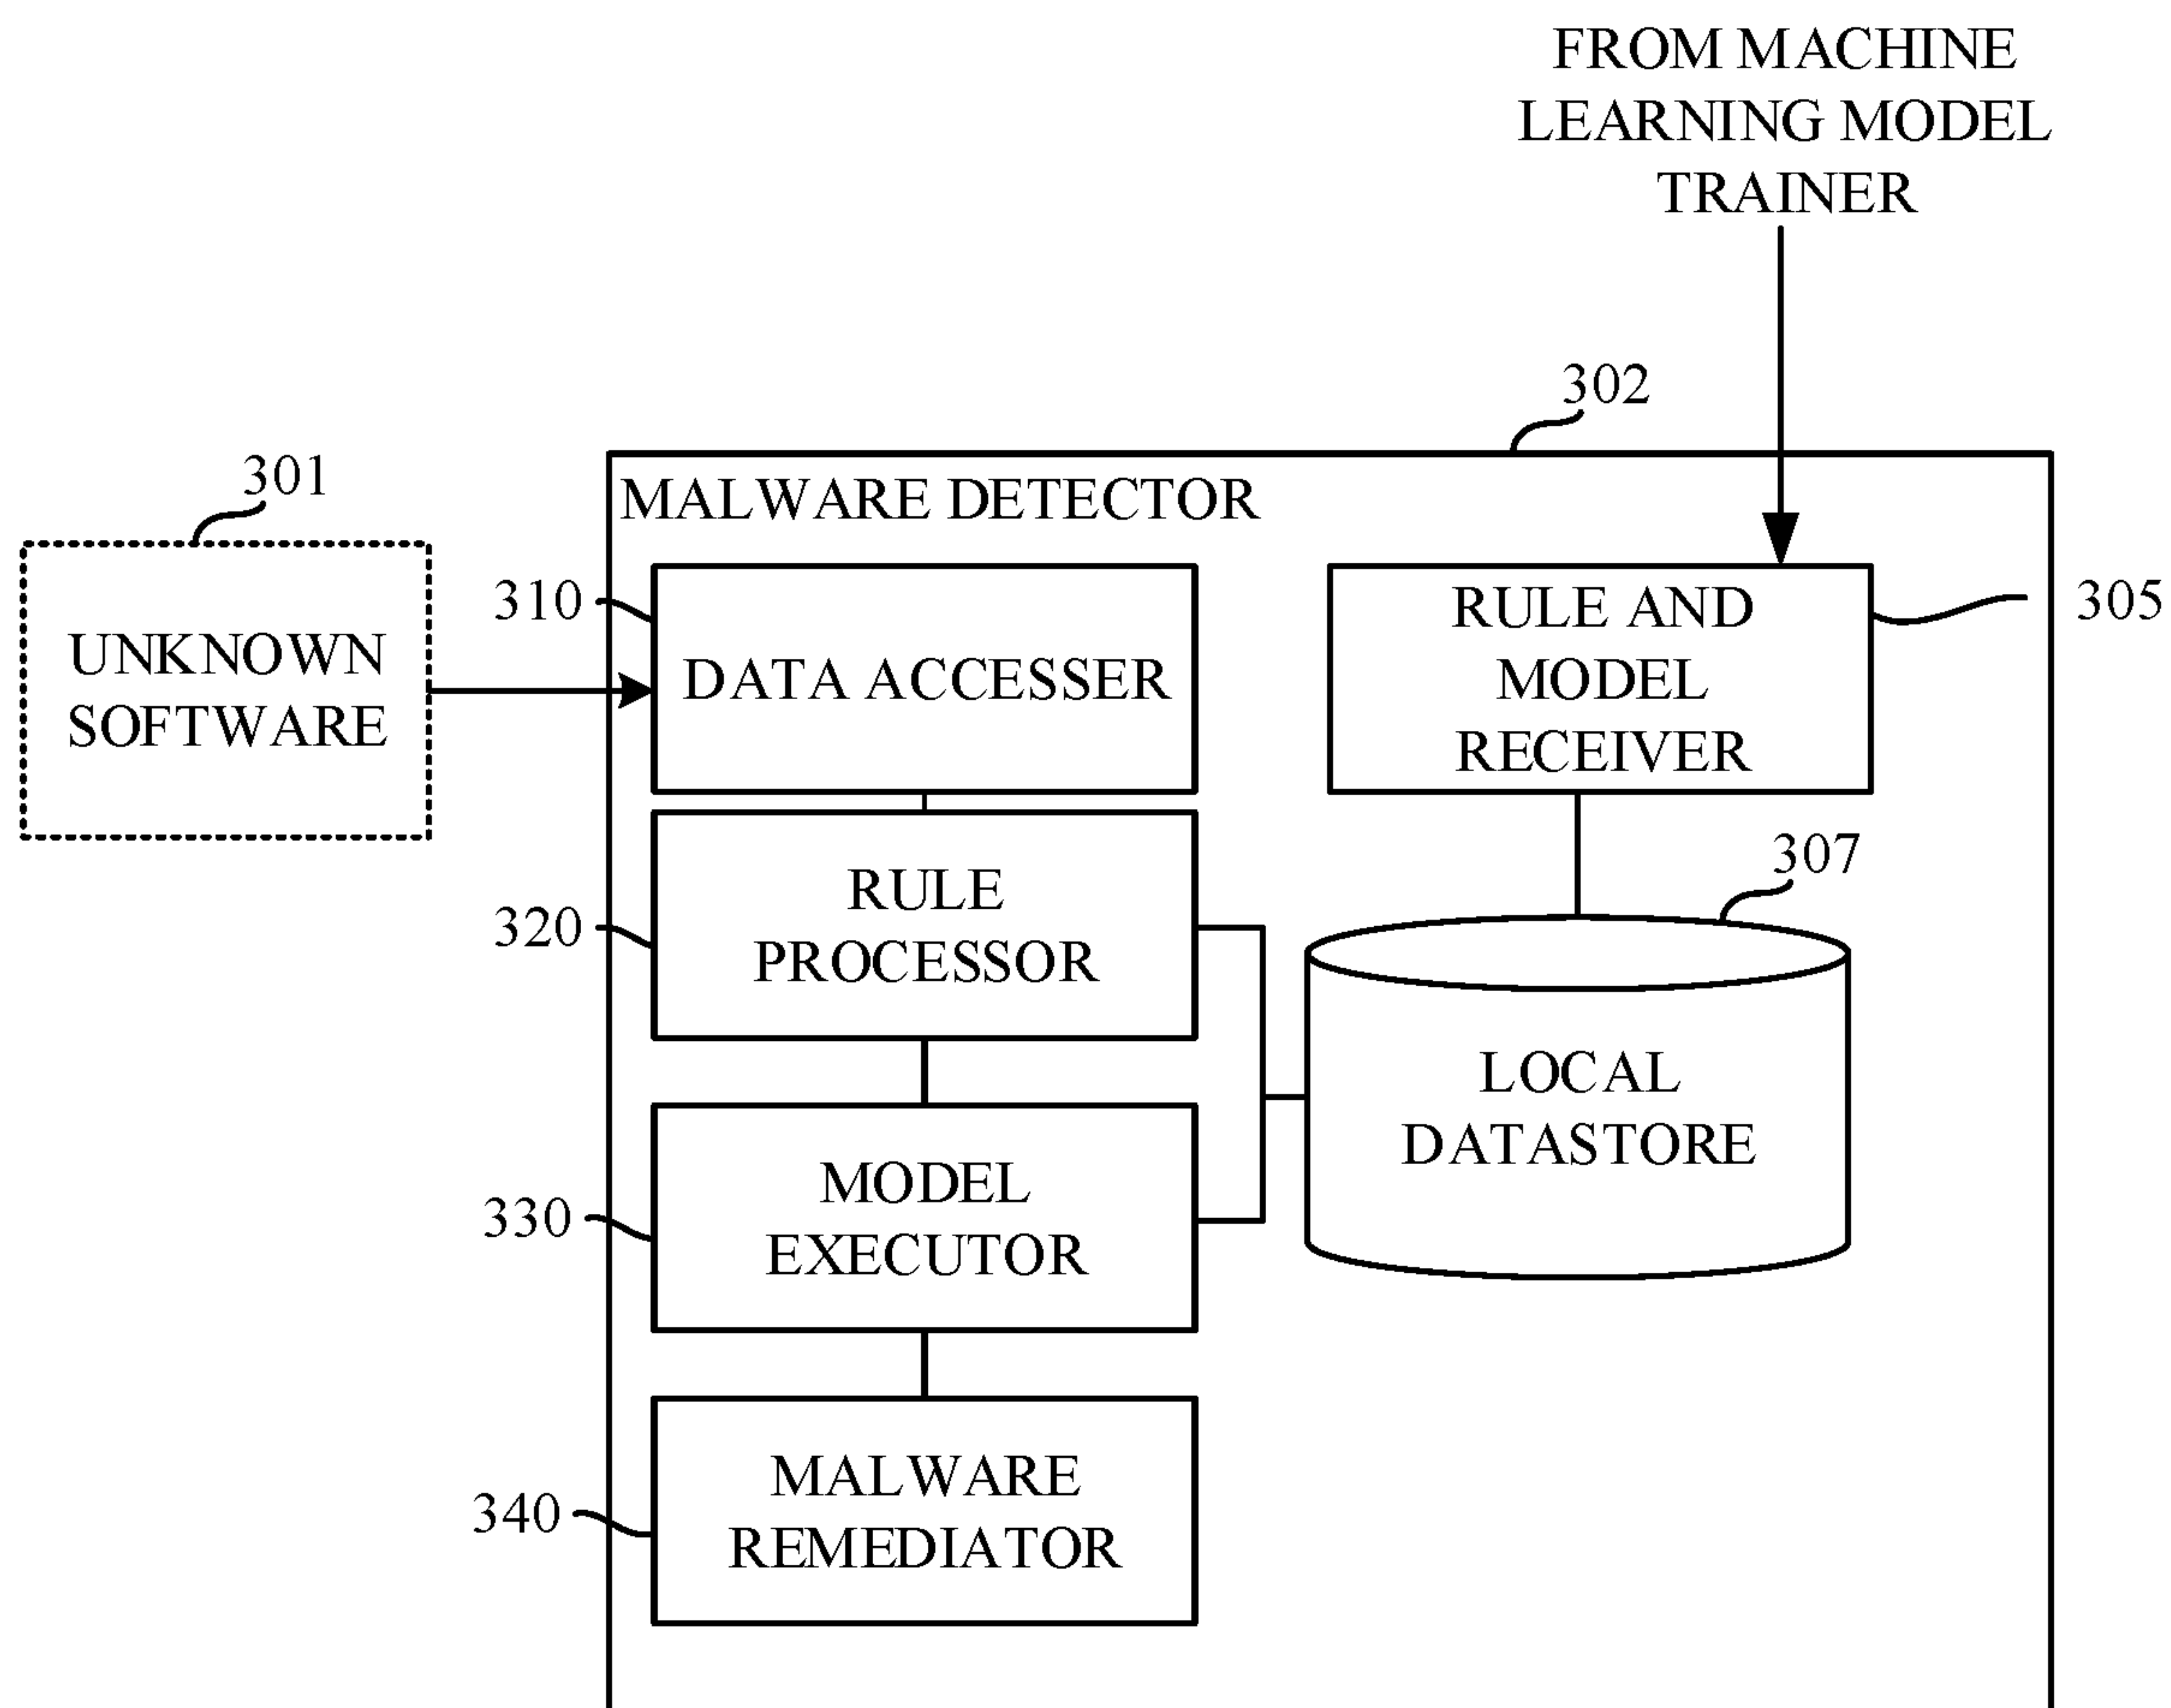 FROM MACHINE
LEARNING MODEL
TRAINER
302
301
MALWARE DETECTOR
310
DATA ACCESSER
RULE AND
MODEL
RECEIVER
305
UNKNOWN
SOFTWARE
307
320
RULE
PROCESSOR
LOCAL
DATASTORE
330
MODEL
EXECUTOR
340
MALWARE
REMEDIATOR